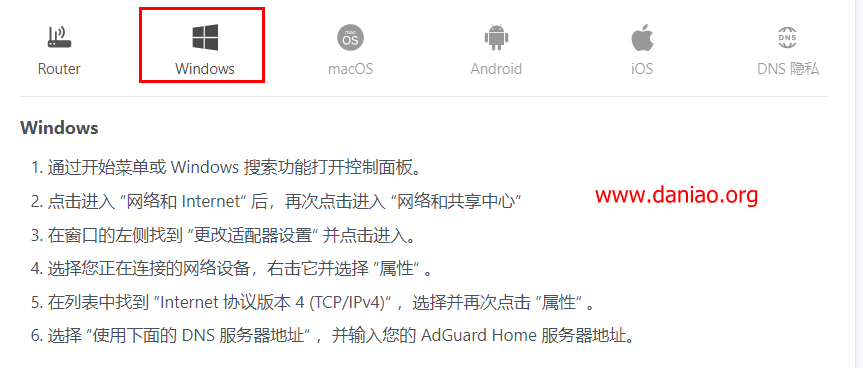 Router
Windows
mac
OS
macOS
Android
iOS
DNS
DNS 隐私
Windows
1. 通过开始菜单或 Windows 搜索功能打开控制面板。
2. 点击进入 ”网络和 Internet“ 后，再次点击进入 “网络和共享中心”
www.daniao.org
3. 在窗口的左侧找到 ”更改适配器设置“ 并点击进入。
4. 选择您正在连接的网络设备，右击它并选择 ”属性“ 。
5. 在列表中找到 ”Internet 协议版本 4 (TCP/IPv4)“ ，选择并再次点击 ”属性“ 。
6. 选择 ”使用下面的 DNS 服务器地址“ ，并输入您的 AdGuard Home 服务器地址。